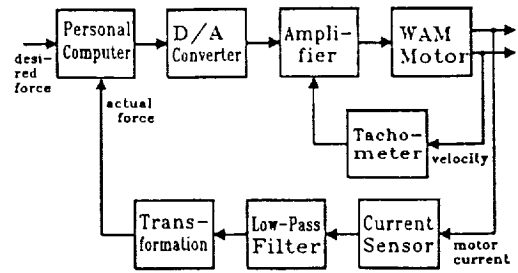 Personal
Computer
D/A
Converter
Ampli-
fier
WAM
Motor
desi-
red
force
actual
force
Tacho-
meter
velocity
Trans-
formation
Low-Pass
Filter
Current
Sensor
motor
current